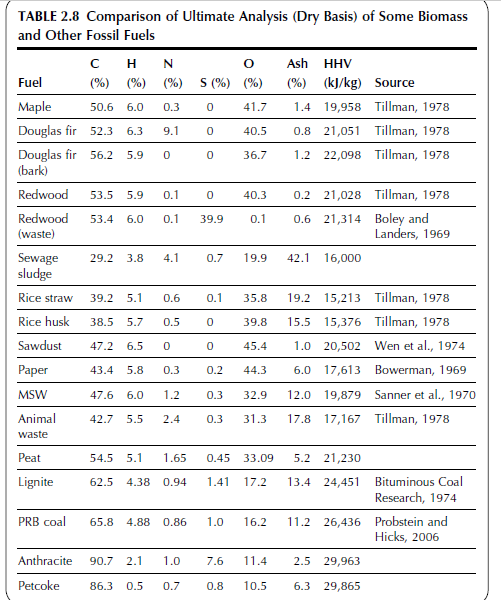 TABLE 2.8 Comparison of Ultimate Analysis (Dry Basis) of Some Biomass
and Other Fossil Fuels
C H N O Ash HHV
Fuel (%) (%) (%) S (%) (%) (%) (kJ/kg) Source
Maple 50.6 6.0 0.3 0 41.7 1.4 19,958 Tillman, 1978
Douglas fir 52.3 6.3 9.1 0 40.5 0.8 21,051 Tillman, 1978
Douglas fir 56.2 5.9 0 0 36.7 1.2 22,098 Tillman, 1978
(bark)
Redwood 53.5 5.9 0.1 0 40.3 0.2 21,028 Tillman, 1978
Redwood 53.4 6.0 0.1 39.9 0.1 0.6 21,314 Boley and
(waste) Landers, 1969
Sewage 29.2 3.8 4.1 0.7 19.9 42.1 16,000
sludge
Rice straw 39.2 5.1 0.6 0.1 35.8 19.2 15,213 Tillman, 1978
Rice husk 38.5 5.7 0.5 0 39.8 15.5 15,376 Tillman, 1978
Sawdust 47.2 6.5 0 0 45.4 1.0 20,502 Wen et al., 1974
Paper 43.4 5.8 0.3 0.2 44.3 6.0 17,613 Bowerman, 1969
MSW 47.6 6.0 1.2 0.3 32.9 12.0 19,879 Sanner et al., 1970
Animal 42.7 5.5 2.4 0.3 31.3 17.8 17,167 Tillman, 1978
waste
Peat 54.5 5.1 1.65 0.45 33.09 5.2 21,230
Lignite 62.5 4.38 0.94 1.41 17.2 13.4 24,451 Bituminous Coal
Research, 1974
PRB coal 65.8 4.88 0.86 1.0 16.2 11.2 26,436 Probstein and
Hicks, 2006
Anthracite 90.7 2.1 1.0 7.6 11.4 2.5 29,963
Petcoke 86.3 0.5 0.7 0.8 10.5 6.3 29,865